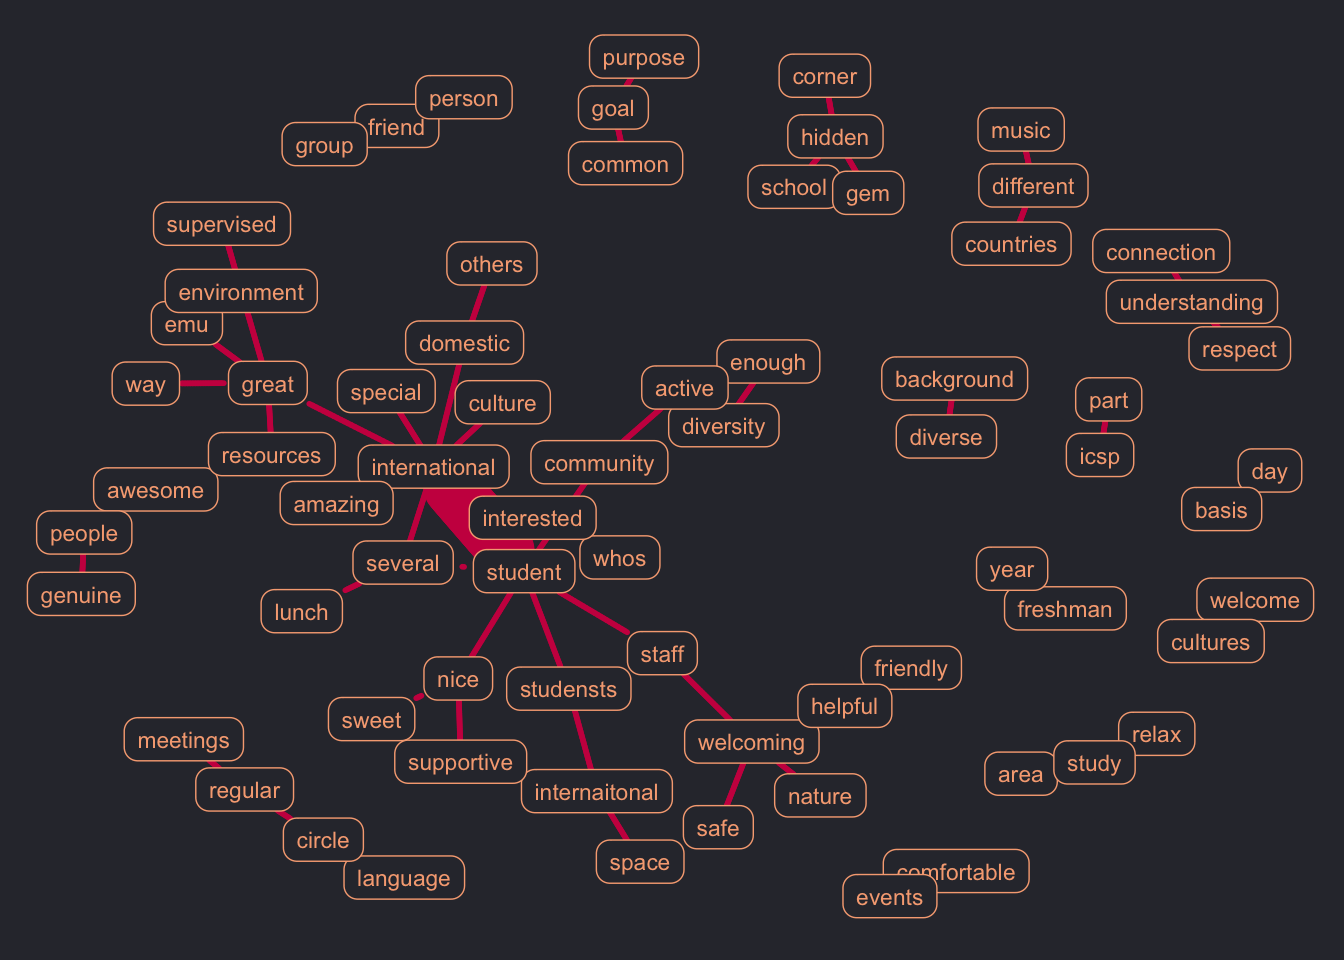 purpose
corner
person
goal
friend
music
hidden
group
common
different
school
gem
supervised
countries
connection
others
environment
understanding
emu
domestic
respect
enough
background
way
great
active
special
part
culture
diversity
diverse
resources
icsp
community
international
day
awesome
amazing
basis
interested
people
whos
several
student
year
genuine
welcome
lunch
freshman
cultures
staff
friendly
nice
studensts
helpful
sweet
relax
meetings
welcoming
supportive
study
area
regular
internaitonal
nature
safe
circle
space
comfortable
language
events